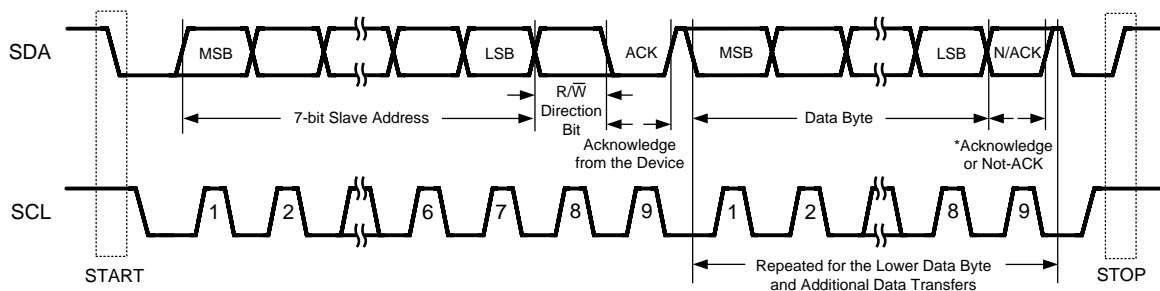 SDA
MSB
LSB
ACK
MSB
LSB
N/ACK
R/W̅
Direction
Bit
7-bit Slave Address
Data Byte
Acknowledge
from the Device
*Acknowledge
or Not-ACK
SCL
1
2
6
7
8
9
1
2
8
9
START
Repeated for the Lower Data Byte
and Additional Data Transfers
STOP